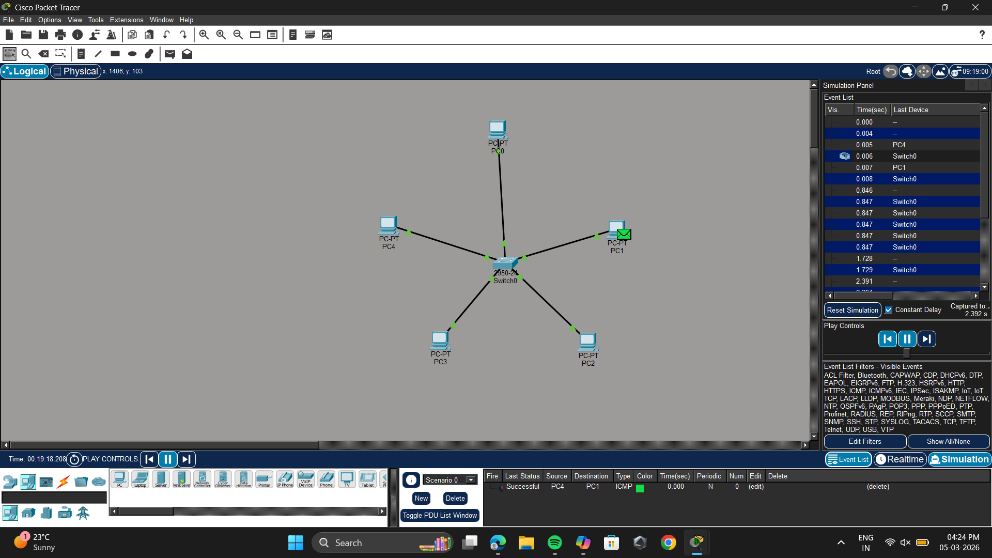 Cisco Packet Tracer
File Edit Options View Tools Extensions Window Help
Logical Physical x: 1406, y: 103
Root 09:19:00
PC-PT
PC0
PC-PT
PC4
PC-PT
PC1
2950-24
Switch0
PC-PT
PC3
PC-PT
PC2
Simulation Panel
Event List
Vis. Time(sec) Last Device
0.000 --
0.004 --
0.005 PC4
0.006 Switch0
0.007 PC1
0.008 Switch0
0.846 --
0.847 Switch0
0.847 Switch0
0.847 Switch0
0.847 Switch0
0.847 Switch0
1.728 --
1.729 Switch0
2.391 --
Reset Simulation Constant Delay Captured to:
2.392 s
Play Controls
Event List Filters - Visible Events
ACL Filter, Bluetooth, CAPWAP, CDP, DHCPv6, DTP,
EAPOL, EIGRPv6, FTP, H.323, HSRPv6, HTTP,
HTTPS, ICMP, ICMPv6, IEC, IPSec, ISAKMP, IoT, IoT
TCP, LACP, LLDP, MODBUS, Meraki, NDP, NETFLOW,
NTP, OSPFv6, PAgP, POP3, PPP, PPPoED, PTP,
Profinet, RADIUS, REP, RIPng, RTP, SCCP, SMTP,
SNMP, SSH, STP, SYSLOG, TACACS, TCP, TFTP,
Telnet, UDP, USB, VTP
Edit Filters Show All/None
Time: 00:19:18.208 PLAY CONTROLS:
Event List Realtime Simulation
PC Laptop Server Printer IPPhone VoIP Device Phone TV Tablet
Scenario 0
New Delete
Toggle PDU List Window
Fire Last Status Source Destination Type Color Time(sec) Periodic Num Edit Delete
Successful PC4 PC1 ICMP 0.000 N 0 (edit) (delete)
23°C
Sunny
Search
ENG
IN
04:24 PM
05-03-2026